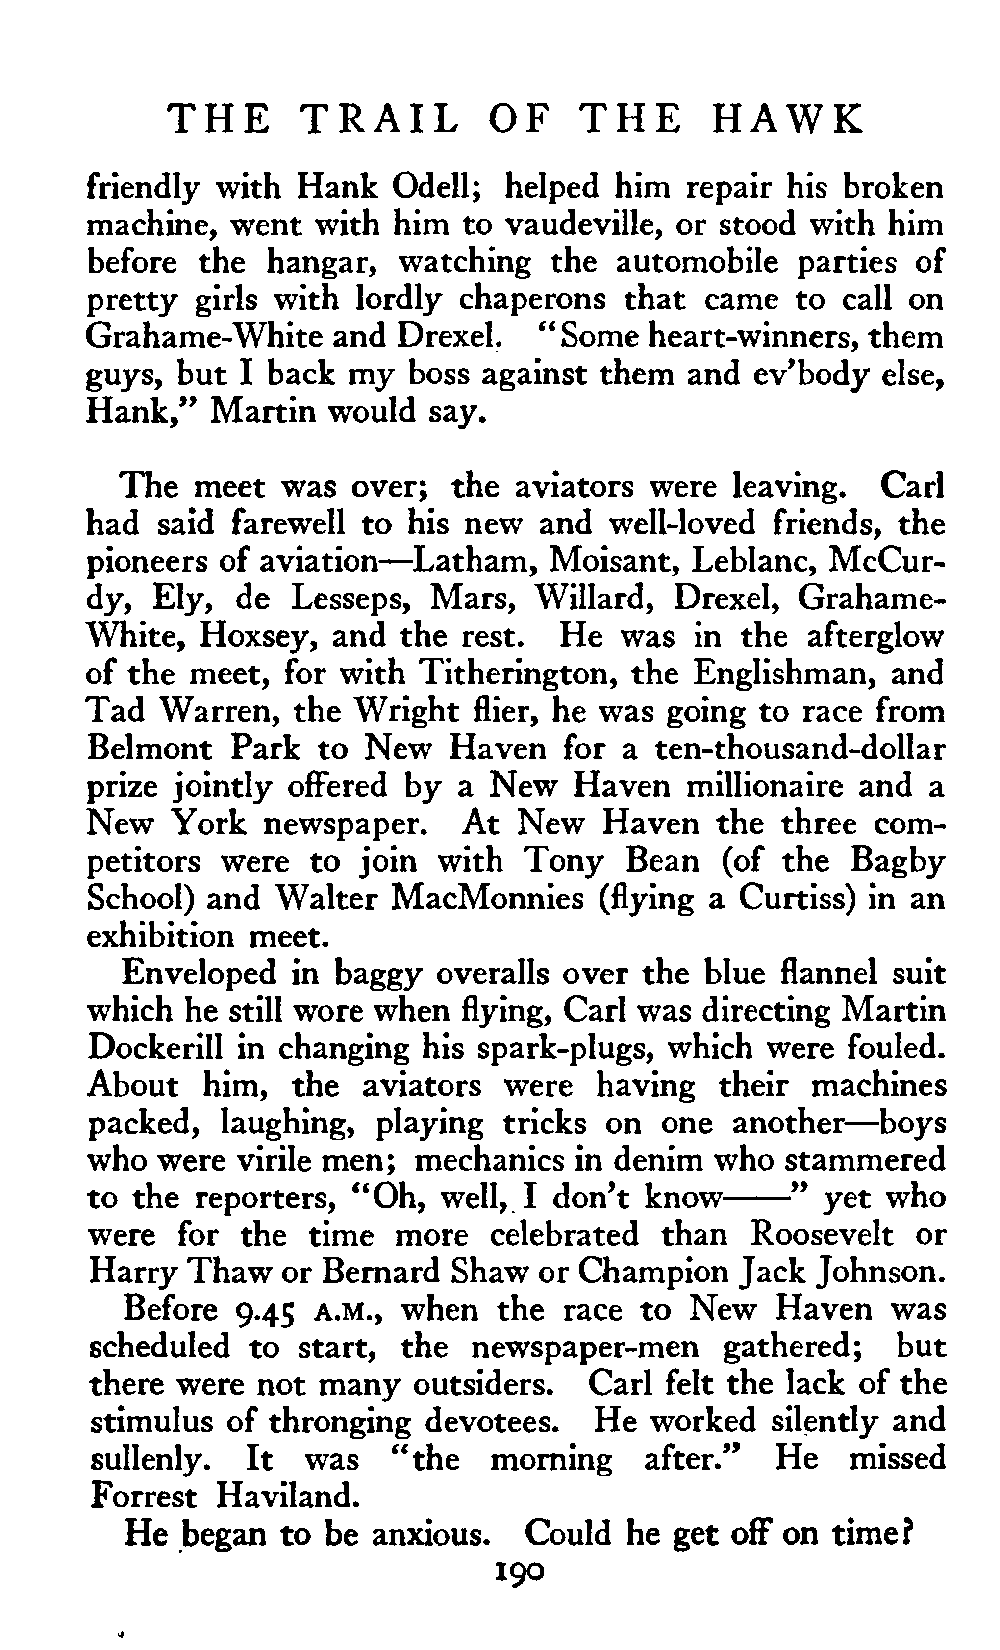 THE TRAIL OF THE HAWK
friendly with Hank Odell; helped him repair his broken
machine, went with him to vaudeville, or stood with him
before the hangar, watching the automobile parties of
pretty girls with lordly chaperons that came to call on
Grahame-White and Drexel. "Some heart-winners, them
guys, but I back my boss against them and ev'body else,
Hank," Martin would say.
The meet was over; the aviators were leaving. Carl
had said farewell to his new and well-loved friends, the
pioneers of aviation—Latham, Moisant, Leblanc, McCur-
dy, Ely, de Lesseps, Mars, Willard, Drexel, Grahame-
White, Hoxsey, and the rest. He was in the afterglow
of the meet, for with Titherington, the Englishman, and
Tad Warren, the Wright flier, he was going to race from
Belmont Park to New Haven for a ten-thousand-dollar
prize jointly offered by a New Haven millionaire and a
New York newspaper. At New Haven the three com-
petitors were to join with Tony Bean (of the Bagby
School) and Walter MacMonnies (flying a Curtiss) in an
exhibition meet.
Enveloped in baggy overalls over the blue flannel suit
which he still wore when flying, Carl was directing Martin
Dockerill in changing his spark-plugs, which were fouled.
About him, the aviators were having their machines
packed, laughing, playing tricks on one another—boys
who were virile men; mechanics in denim who stammered
to the reporters, "Oh, well, I don't know——" yet who
were for the time more celebrated than Roosevelt or
Harry Thaw or Bernard Shaw or Champion Jack Johnson.
Before 9.45 A.M., when the race to New Haven was
scheduled to start, the newspaper-men gathered; but
there were not many outsiders. Carl felt the lack of the
stimulus of thronging devotees. He worked silently and
sullenly. It was "the morning after." He missed
Forrest Haviland.
He began to be anxious. Could he get off on time?
190